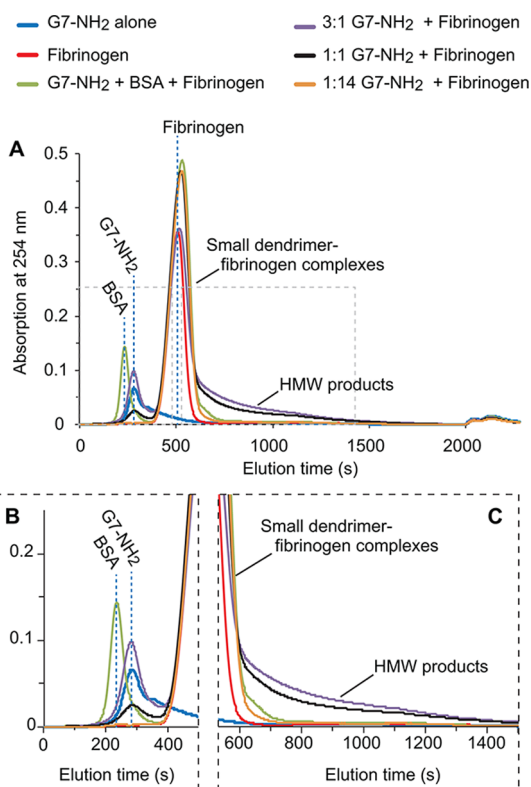 G7-NH2 alone
Fibrinogen
G7-NH2 + BSA + Fibrinogen
3:1 G7-NH2 + Fibrinogen
1:1 G7-NH2 + Fibrinogen
1:14 G7-NH2 + Fibrinogen
A
Fibrinogen
G7-NH2
BSA
Small dendrimer-
fibrinogen complexes
HMW products
Absorption at 254 nm
0.5
0.4
0.3
0.2
0.1
0
0 500 1000 1500 2000
Elution time (s)
B
G7-NH2
BSA
0.2
0.1
0
0 200 400
Elution time (s)
C
Small dendrimer-
fibrinogen complexes
HMW products
600 800 1000 1200 1400
Elution time (s)